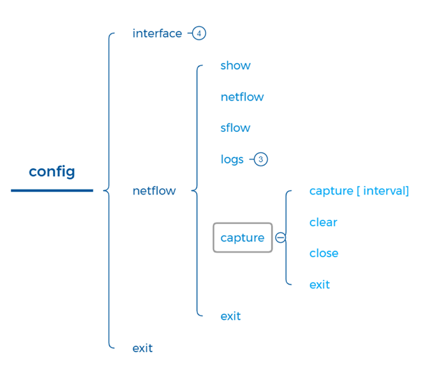 interface 4
show
netflow
sflow
logs 3
config
netflow
capture [ interval]
clear
capture
close
exit
exit
exit